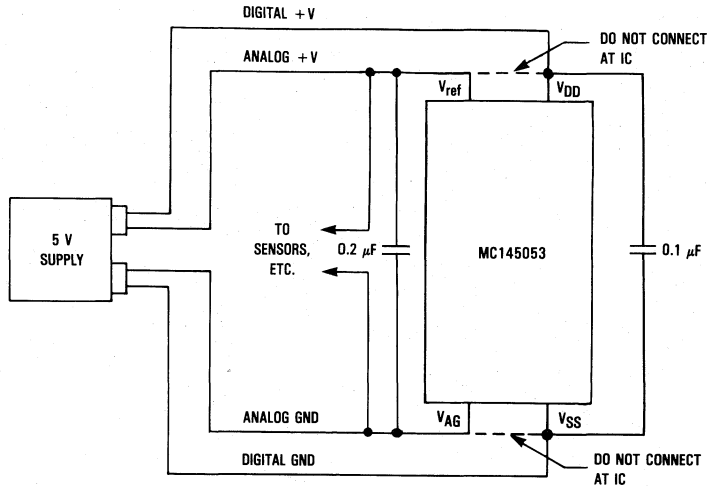 DIGITAL +V
DO NOT CONNECT
AT IC
ANALOG +V
Vref
VDD
5 V
SUPPLY
TO
SENSORS,
ETC.
0.2 μF
MC145053
0.1 μF
VAG
VSS
ANALOG GND
DIGITAL GND
DO NOT CONNECT
AT IC